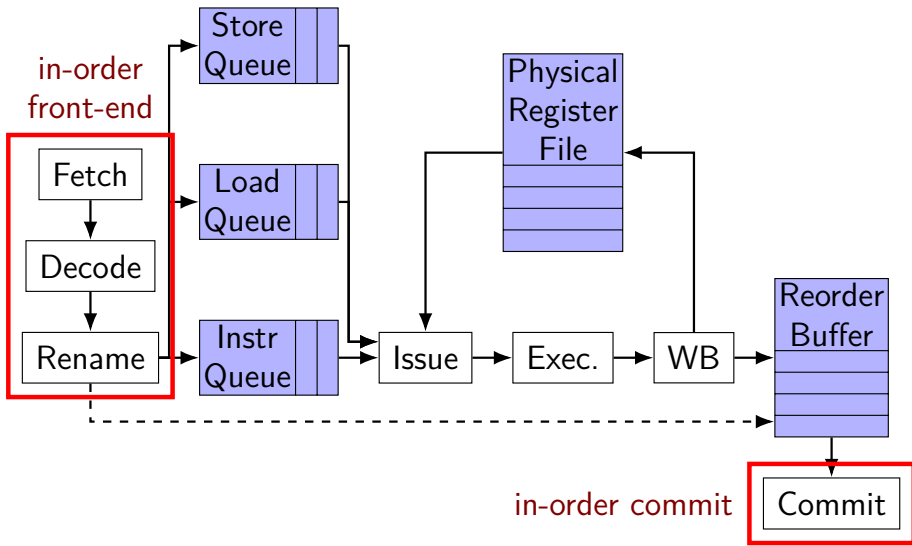 in-order
front-end
Fetch
Decode
Rename
Store
Queue
Load
Queue
Instr
Queue
Physical
Register
File
Issue
Exec.
WB
Reorder
Buffer
in-order commit
Commit